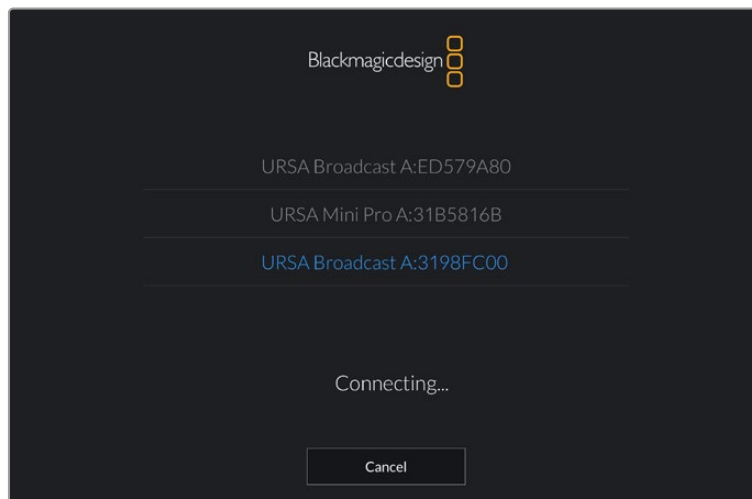 Blackmagicdesign
URSA Broadcast A:ED579A80
URSA Mini Pro A:31B5816B
URSA Broadcast A:3198FC00
Connecting...
Cancel